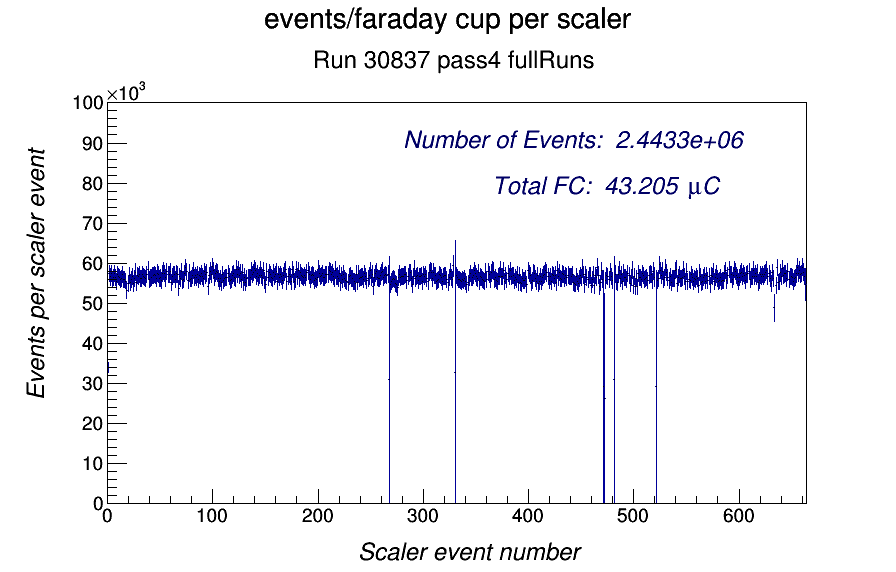 events/faraday cup per scaler
Run 30837 pass4 fullRuns
×10³
100
90
80
70
60
50
40
30
20
10
0
Events per scaler event
Number of Events: 2.4433e+06
Total FC: 43.205 μC
0 100 200 300 400 500 600
Scaler event number